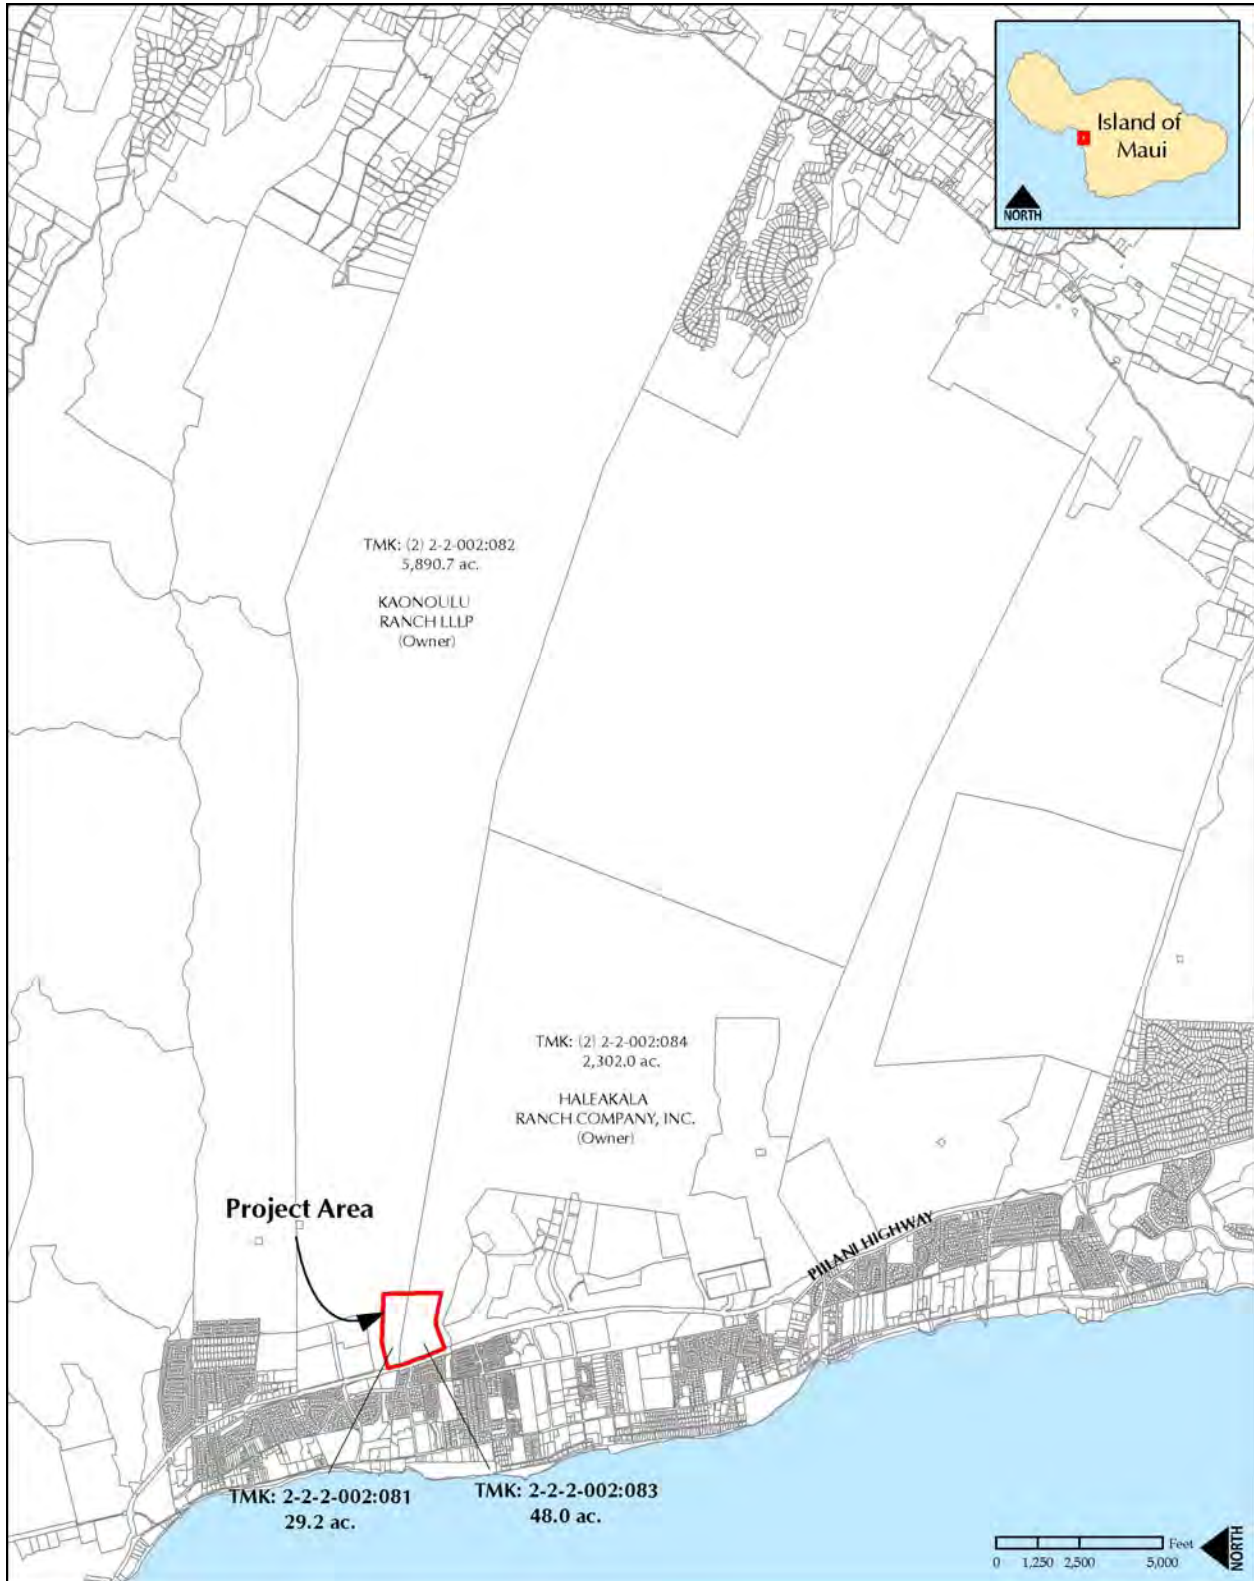 Island of
Maui
NORTH
TMK: (2) 2-2-002:082
5,890.7 ac.
KAONOULU
RANCH LLLP
(Owner)
TMK: (2) 2-2-002:084
2,302.0 ac.
HALEAKALA
RANCH COMPANY, INC.
(Owner)
Project Area
PIILANI HIGHWAY
TMK: 2-2-2-002:081
29.2 ac.
TMK: 2-2-2-002:083
48.0 ac.
Feet
0 1,250 2,500 5,000
NORTH